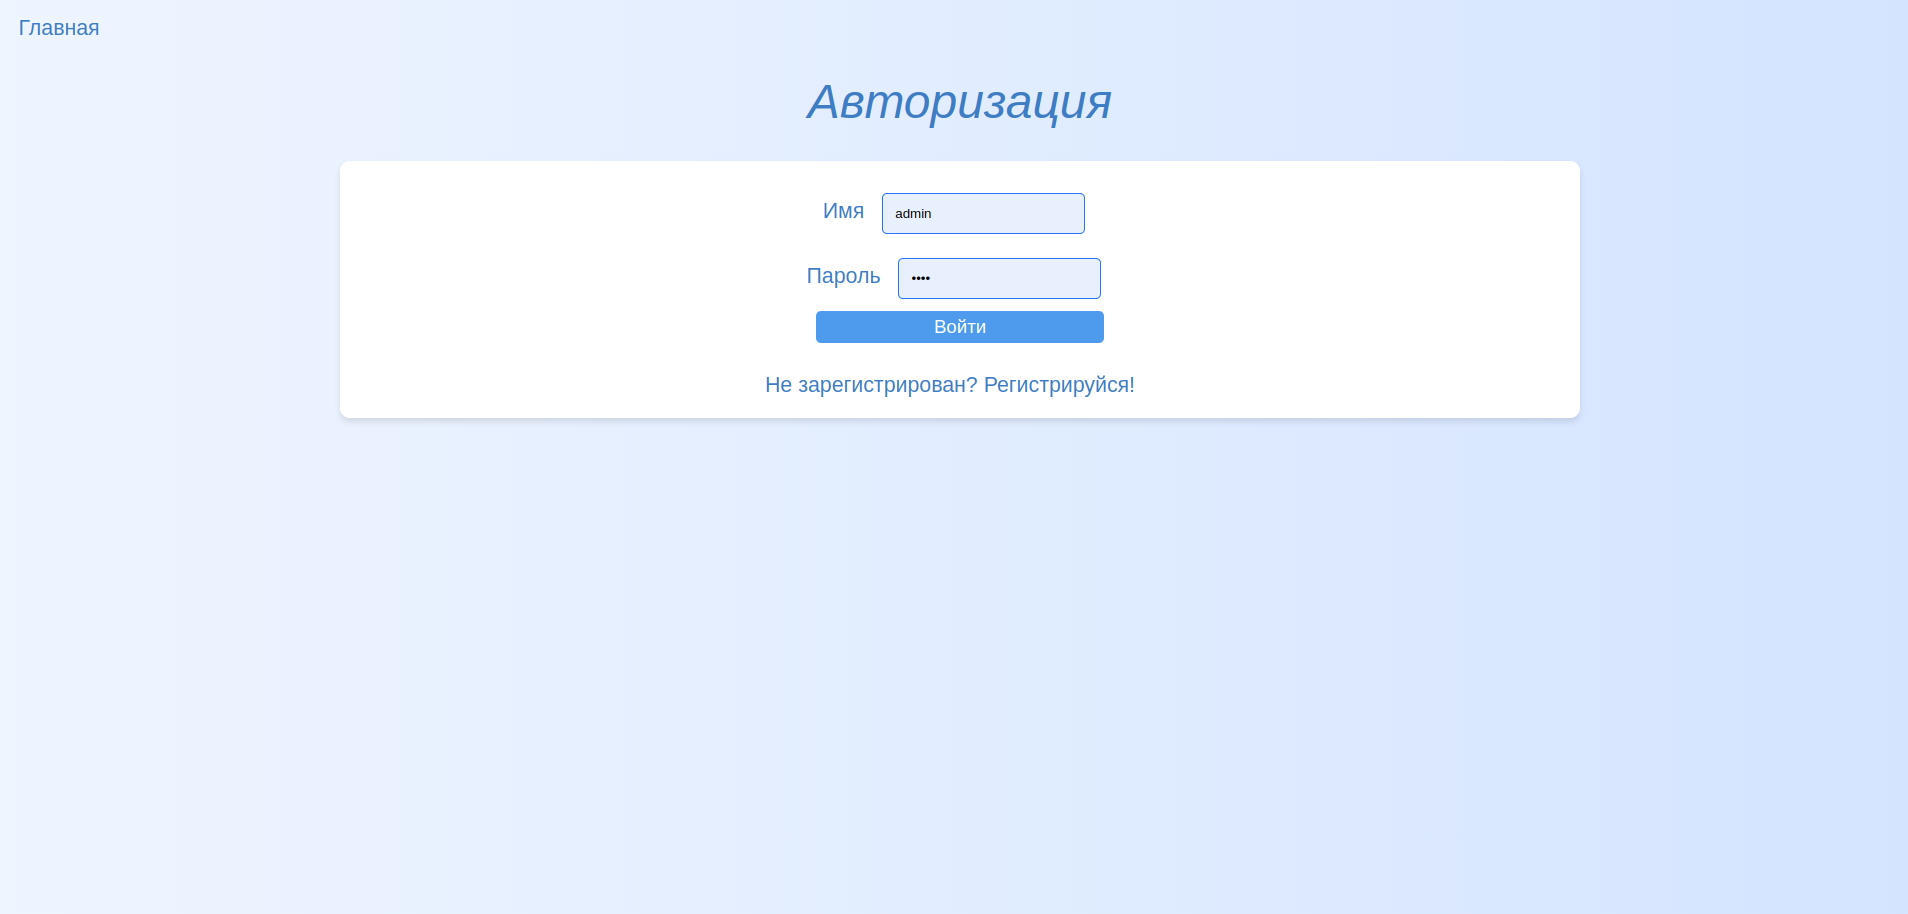 Главная
Авторизация
Имя admin
Пароль ••••
Войти
Не зарегистрирован? Регистрируйся!